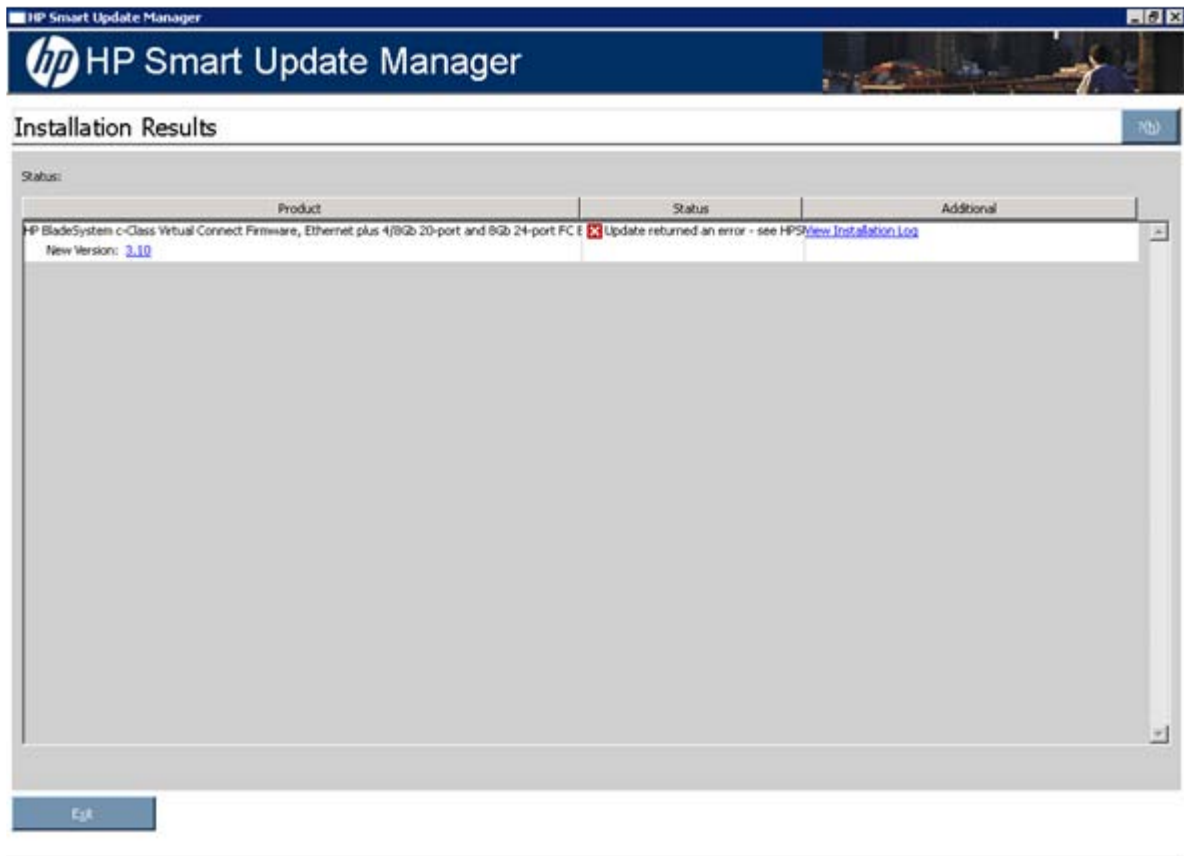 HP Smart Update Manager
hp HP Smart Update Manager
Installation Results
?(h)
Status:
Product Status Additional
HP BladeSystem c-Class Virtual Connect Firmware, Ethernet plus 4/8Gb 20-port and 8Gb 24-port FC E Update returned an error - see HPS View Installation Log
New Version: 3.10
Exit